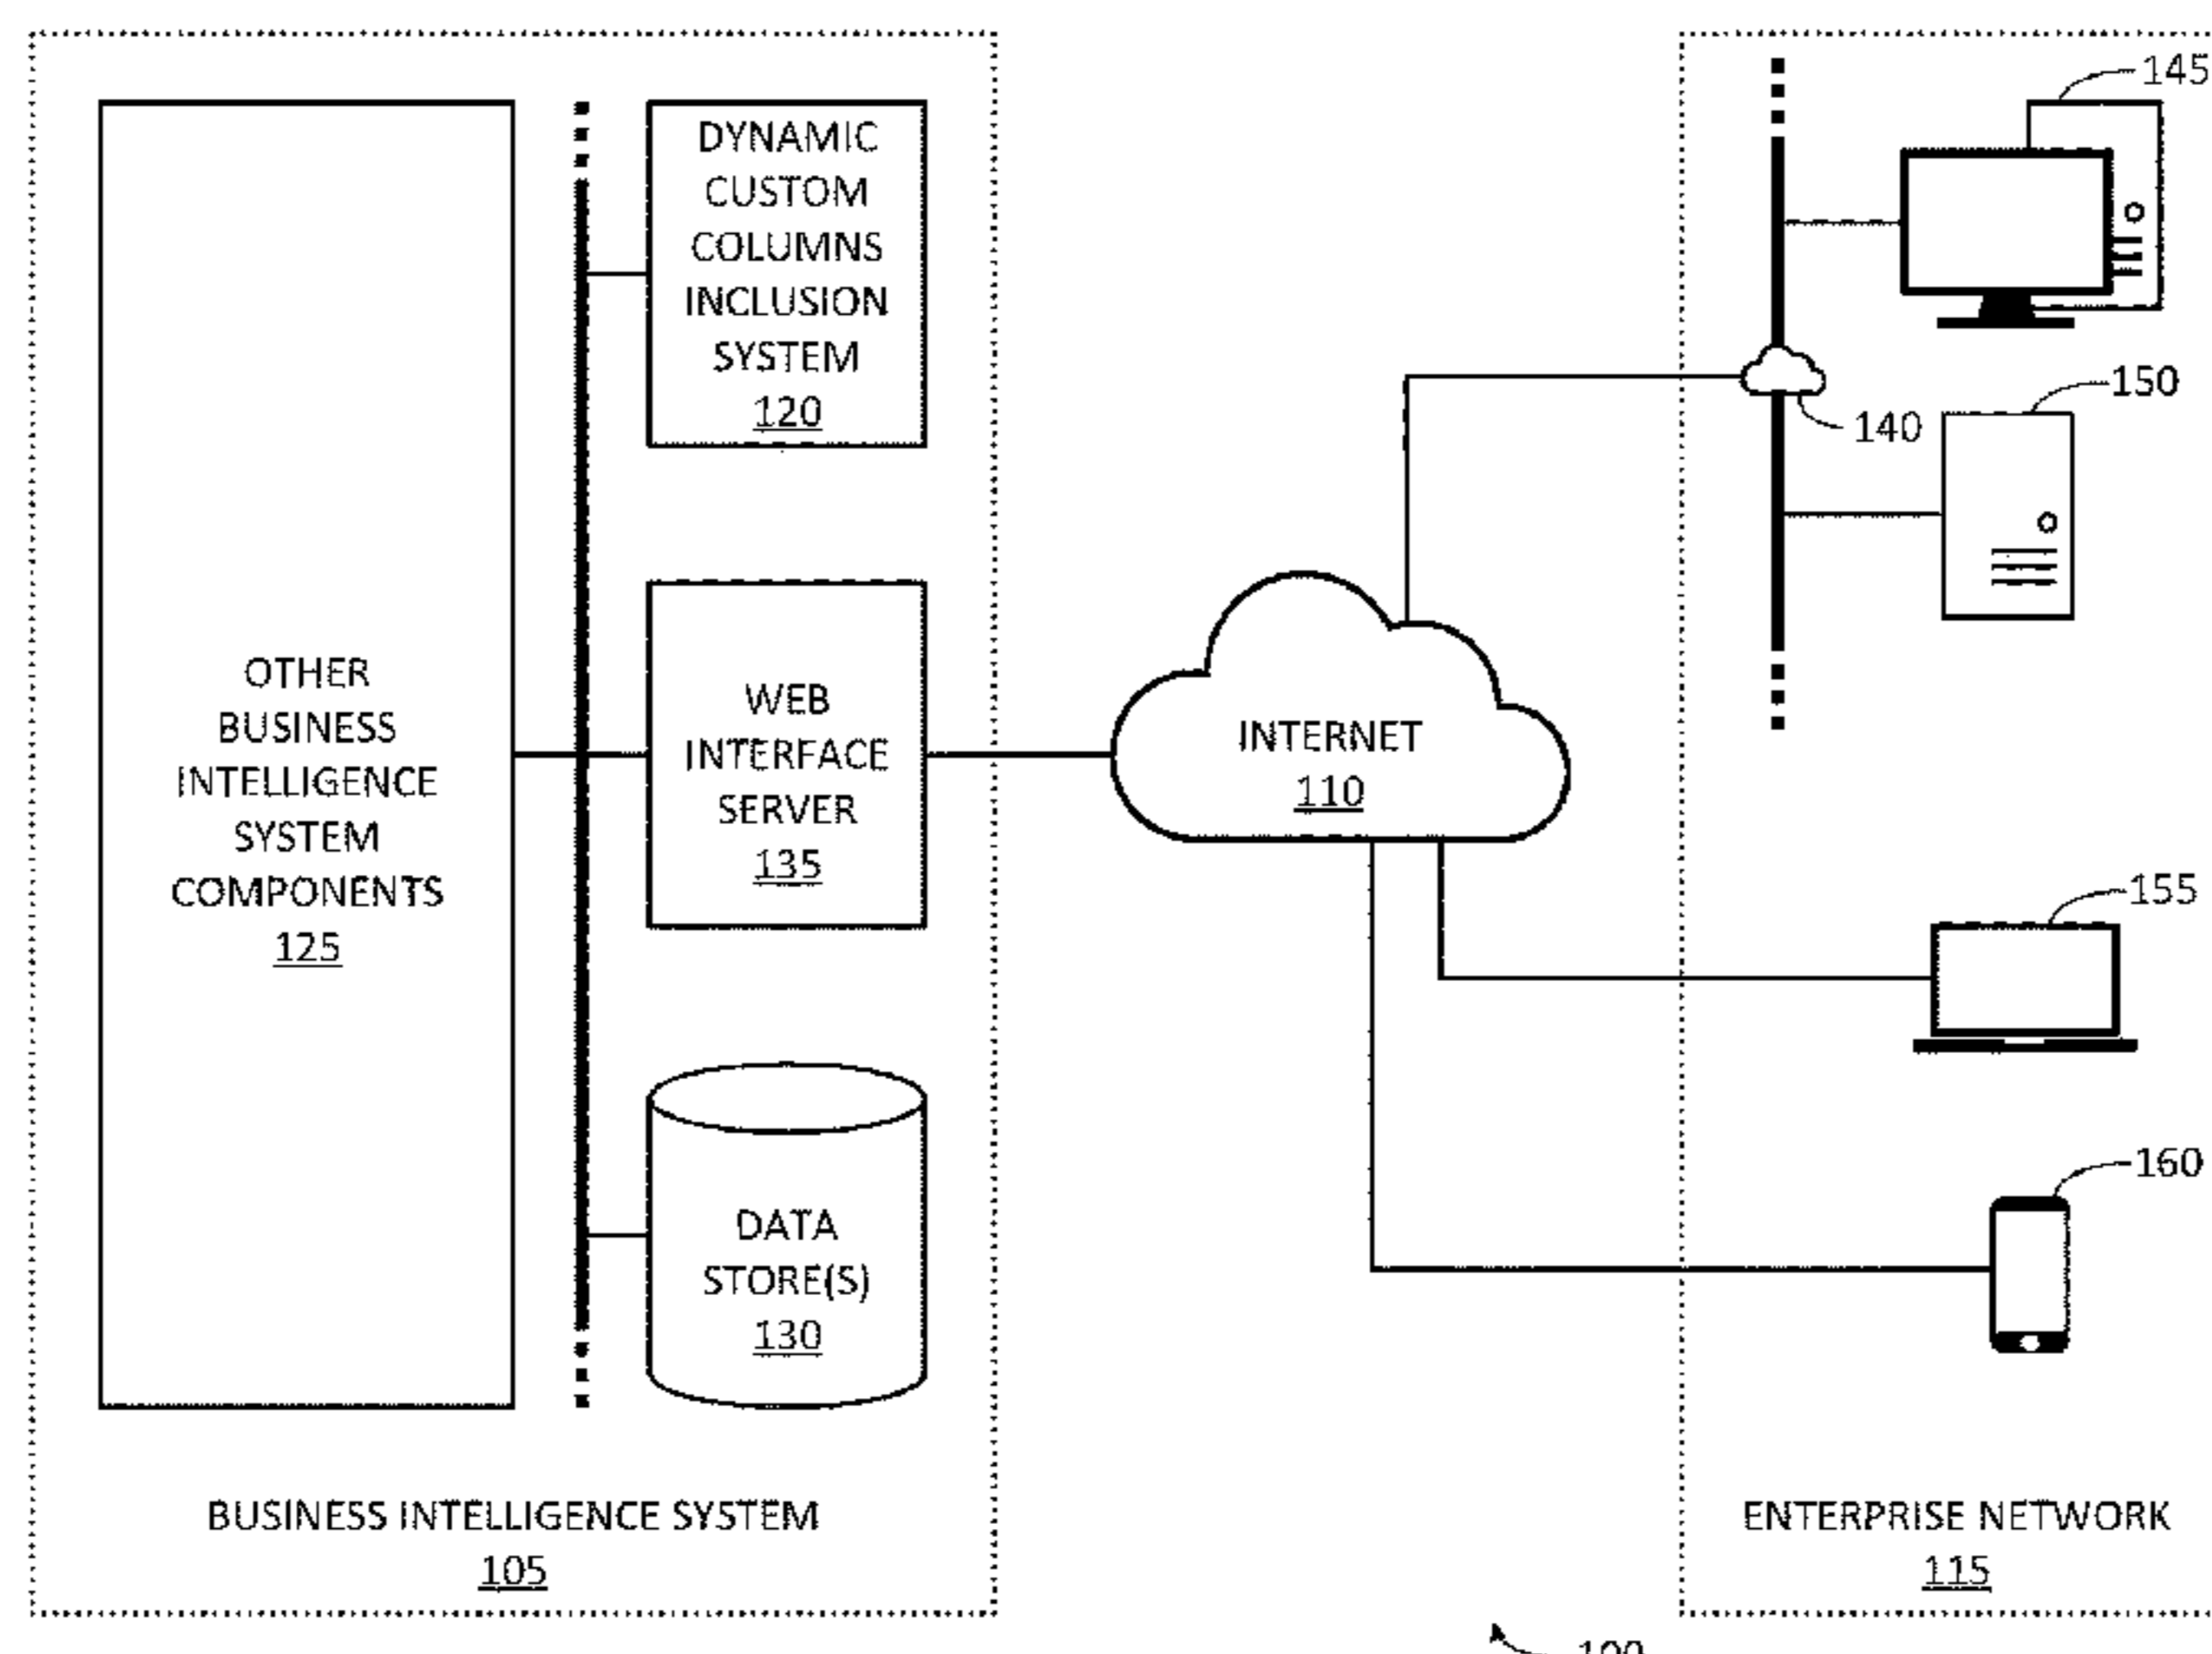 DYNAMIC
CUSTOM
COLUMNS
INCLUSION
SYSTEM
120
OTHER
BUSINESS
INTELLIGENCE
SYSTEM
COMPONENTS
125
WEB
INTERFACE
SERVER
135
DATA
STORE(S)
130
BUSINESS INTELLIGENCE SYSTEM
105
INTERNET
110
145
140
150
155
160
ENTERPRISE NETWORK
115